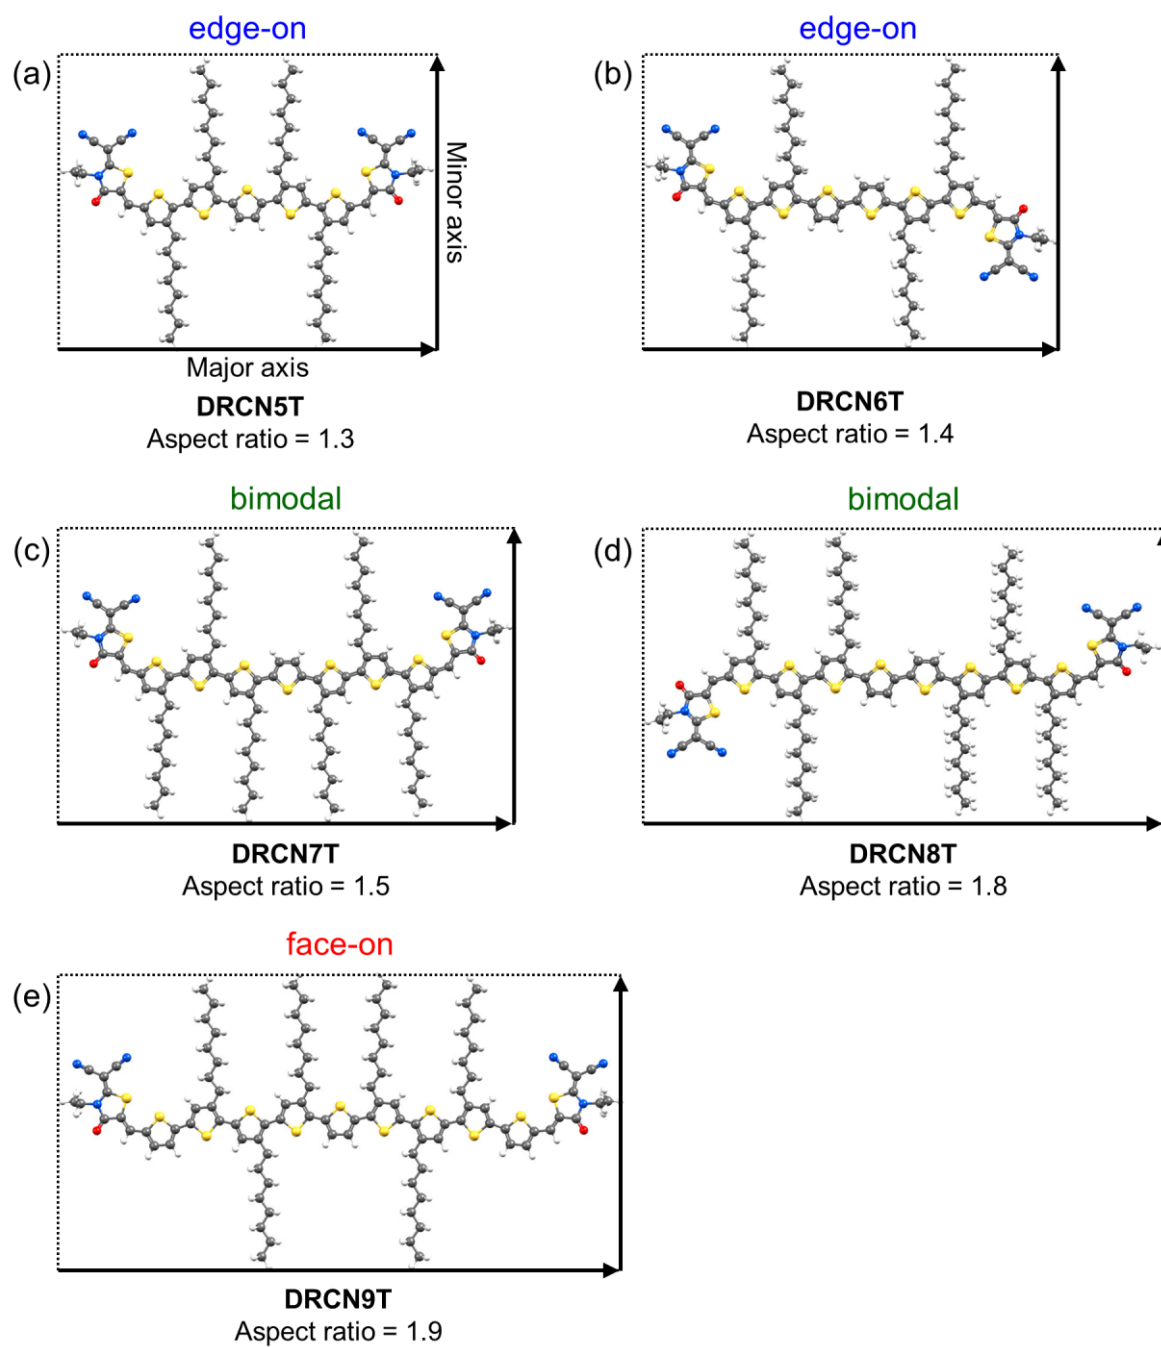 edge-on
(a)
Minor axis
Major axis
DRCN5T
Aspect ratio = 1.3
edge-on
(b)
DRCN6T
Aspect ratio = 1.4
bimodal
(c)
DRCN7T
Aspect ratio = 1.5
bimodal
(d)
DRCN8T
Aspect ratio = 1.8
face-on
(e)
DRCN9T
Aspect ratio = 1.9